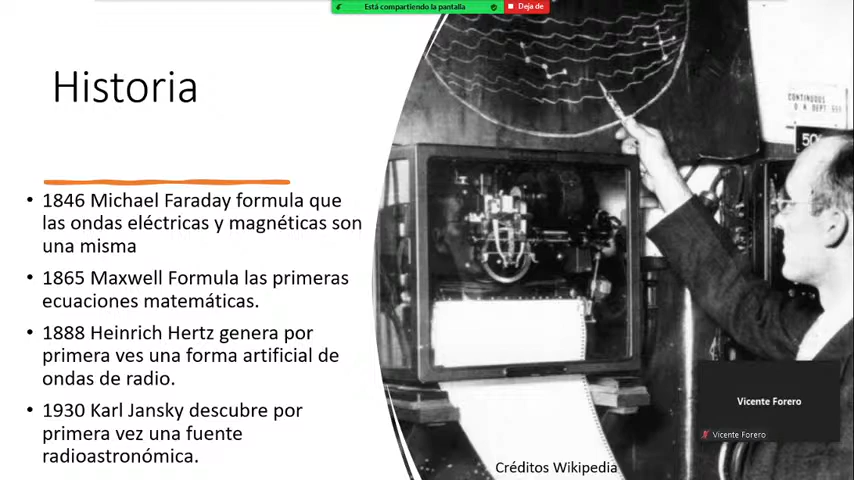 Está compartiendo la pantalla
Deja de
Historia
• 1846 Michael Faraday formula que
las ondas eléctricas y magnéticas son
una misma
• 1865 Maxwell Formula las primeras
ecuaciones matemáticas.
• 1888 Heinrich Hertz genera por
primera ves una forma artificial de
ondas de radio.
• 1930 Karl Jansky descubre por
primera vez una fuente
radioastronómica.
CONTINUOUS
50
Vicente Forero
Vicente Forero
Créditos Wikipedia